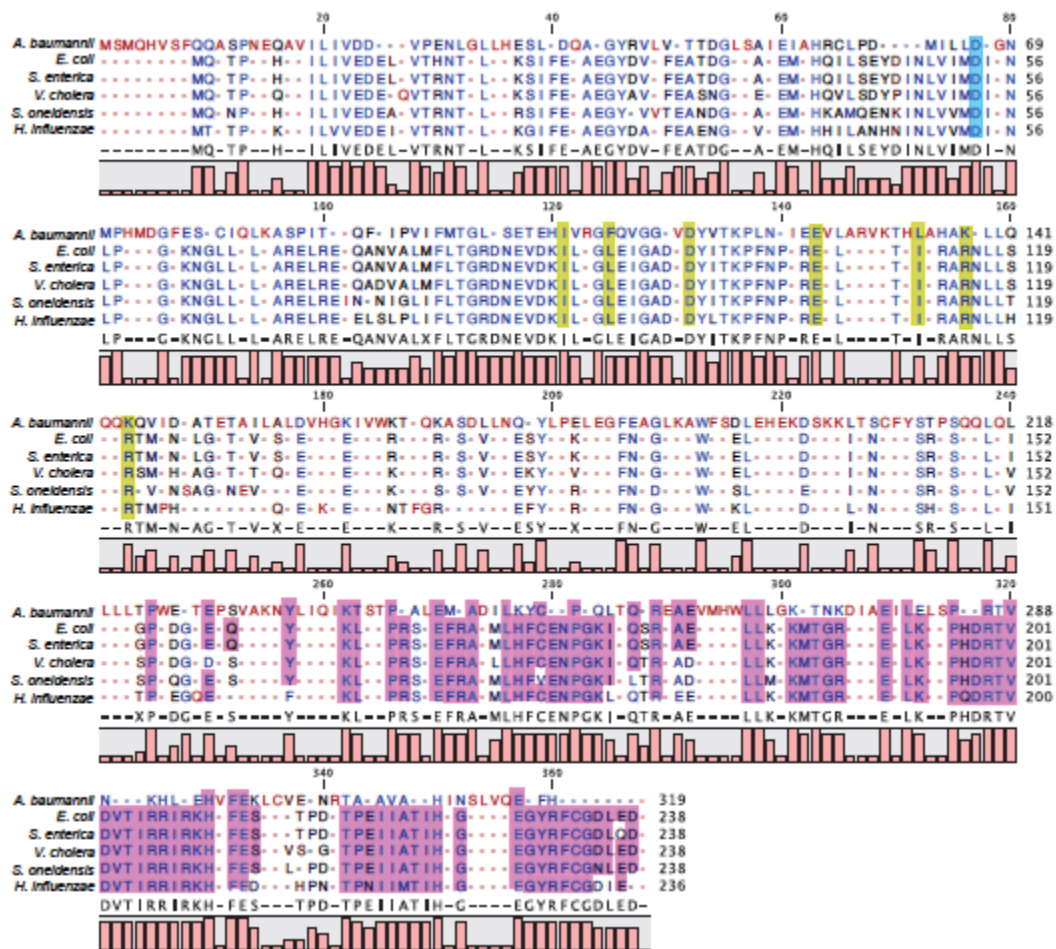 20 40 60 80
A. baumannii MSMQHVSFQQASPNEQAVILIVDD---VPENLGLLHESL-DQA-GYRVLV-TTDGLSAIEIAHRCLPD----MILLD-GN 69
E. coli --------MQ-TP--H--ILIVEDEL-VTHNT-L--KSIFE-AEGYDV-FEATDG--A-EM-HQILSEYDINLVIMDI-N 56
S. enterica --------MQ-TP--H--ILIVEDEL-VTRNT-L--KSIFE-AEGYDV-FEATDG--A-EM-HQILSEYDINLVIMDI-N 56
V. cholera --------MQ-TP--Q--ILIVEDE-QVTRNT-L--KSIFE-AEGYAV-FEASNG--E-EM-HQVLSDYPINLVIMDI-N 56
S. oneidensis --------MQ-NP--H--ILIVEDEA-VTRNT-L--RSIFE-AEGY-VVTEANDG--A-EM-HKAMQENKINLVVMDI-N 56
H. influenzae --------MT-TP--K--ILVVEDEI-VTRNT-L--KGIFE-AEGYDA-FEAENG--V-EM-HHILANHNINLVVMDI-N 56
--------MQ-TP--H--ILIVEDEL-VTRNT-L--KSIFE-AEGYDV-FEATDG--A-EM-HQILSEYDINLVIMDI-N
100 120 140 160
A. baumannii MPHMDGFES-CIQLKASPIT--QF-IPVIFMTGL-SETEHIVRGFQVGG-VDYVTKPLN-IEEVLARVKTHLAHAK-LLQ 141
E. coli LP---G-KNGLL-L-ARELRE-QANVALMFLTGRDNEVDKIL-GLEIGAD-DYITKPFNP-RE-L----T-I-RARNLLS 119
S. enterica LP---G-KNGLL-L-ARELRE-QANVALMFLTGRDNEVDKIL-GLEIGAD-DYITKPFNP-RE-L----T-I-RARNLLS 119
V. cholera LP---G-KNGLL-L-ARELRE-QADVALMFLTGRDNEVDKIL-GLEIGAD-DYITKPFNP-RE-L----T-I-RARNLLS 119
S. oneidensis LP---G-KNGLL-L-ARELREIN-NIGLIFLTGRDNEVDKIL-GLEIGAD-DYITKPFNP-RE-L----T-I-RARNLLT 119
H. influenzae LP---G-KNGLL-L-ARELRE-ELSLPLIFLTGRDNEVDKIL-GLEIGAD-DYLTKPFNP-RE-L----T-I-RARNLLH 119
LP---G-KNGLL-L-ARELRE-QANVALXFLTGRDNEVDKIL-GLEIGAD-DYITKPFNP-RE-L----T-I-RARNLLS
180 200 220 240
A. baumannii QQKQVID-ATETAILALDVHGKIVWKT-QKASDLLNQ-YLPELEGFEAGLKAWFSDLEHEKDSKKLTSCFYSTPSQQLQL 218
E. coli --RTM-N-LG-T-V-S-E---E---R---R-S-V--ESY--K---FN-G---W--EL----D---I-N---SR-S--L-I 152
S. enterica --RTM-N-LG-T-V-S-E---E---R---R-S-V--ESY--K---FN-G---W--EL----D---I-N---SR-S--L-I 152
V. cholera --RSM-H-AG-T-T-Q-E---E---K---R-S-V--EKY--V---FN-G---W--EL----D---I-N---SR-S--L-V 152
S. oneidensis --R-V-NSAG-NEV---E---E---K---S-S-V--EYY--R---FN-D---W--SL----E---I-N---SR-S--L-V 152
H. influenzae --RTMPH--------Q-E-K-E---NTFGR---V--EFY--R---FN-G---W--KL----D---I-N---SH-S--L-V 151
--RTM-N-AG-T-V-X-E---E---K---R-S-V--ESY--X---FN-G---W--EL----D---I-N---SR-S--L-I
260 280 300 320
A. baumannii LLLTPWE-TEPSVAKNYLIQIKTSTP-ALEM-ADILKYC--P-QLTQ-REAEVMHWLLLGK-TNKDIAEILELSP--RTV 288
E. coli ---GP-DG-E-Q----Y---KL--PRS-EFRA-MLHFCENPGKI-QSR-AE----LLK-KMTGR---E-LK--PHDRTV 201
S. enterica ---GP-DG-E-Q----Y---KL--PRS-EFRA-MLHFCENPGKI-QSR-AE----LLK-KMTGR---E-LK--PHDRTV 201
V. cholera ---SP-DG-D-S----Y---KL--PRS-EFRA-LLHFCENPGKI-QTR-AD----LLK-KMTGR---E-LK--PHDRTV 201
S. oneidensis ---SP-QG-E-S----Y---KL--PRS-EFRA-MLHFVENPGKI-LTR-AD----LLM-KMTGR---E-LK--PHDRTV 201
H. influenzae ---TP-EGQE------F---KL--PRS-EFRA-MLHFCENPGKL-QTR-EE----LLK-KMTGR---E-LK--PQDRTV 200
---XP-DG-E-S----Y---KL--PRS-EFRA-MLHFCENPGKI-QTR-AE----LLK-KMTGR---E-LK--PHDRTV
340 360
A. baumannii N---KHL-EHVFEKLCVE-NRTA-AVA--HINSLVQE-FH-------- 319
E. coli DVTIRRIRKH-FES---TPD-TPEIIATIH-G----EGYRFCGDLED- 238
S. enterica DVTIRRIRKH-FES---TPD-TPEIIATIH-G----EGYRFCGDLQD- 238
V. cholera DVTIRRIRKH-FES--VS-G-TPEIIATIH-G----EGYRFCGDLED- 238
S. oneidensis DVTIRRIRKH-FES--L-PD-TPEIIATIH-G----EGYRFCGNLED- 238
H. influenzae DVTIRRIRKH-FED---HPN-TPNIIMTIH-G----EGYRFCGDIE-- 236
DVTIRRIRKH-FES---TPD-TPEIIATIH-G----EGYRFCGDLED-